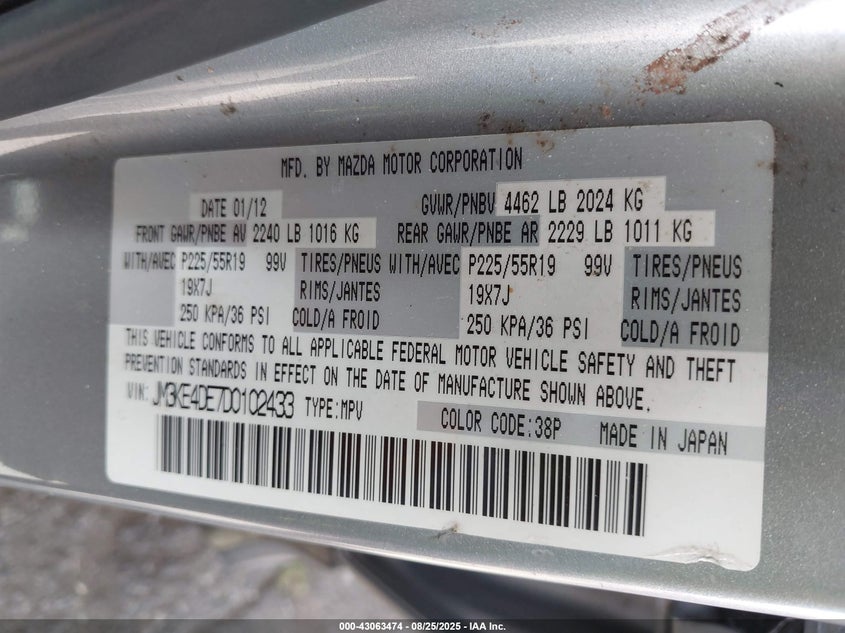 MFD. BY MAZDA MOTOR CORPORATION
DATE 01/12 GVWR/PNBV 4462 LB 2024 KG
FRONT GAWR/PNBE AV 2240 LB 1016 KG REAR GAWR/PNBE AR 2229 LB 1011 KG
WITH/AVEC P225/55R19 99V TIRES/PNEUS WITH/AVEC P225/55R19 99V TIRES/PNEUS
19X7J RIMS/JANTES 19X7J RIMS/JANTES
250 KPA/36 PSI COLD/A FROID 250 KPA/36 PSI COLD/A FROID
THIS VEHICLE CONFORMS TO ALL APPLICABLE FEDERAL MOTOR VEHICLE SAFETY AND THEFT
PREVENTION STANDARDS IN EFFECT ON THE DATE OF MANUFACTURE SHOWN ABOVE.
VIN: JM3KE4DE7D0102433 TYPE:MPV COLOR CODE:38P MADE IN JAPAN
000-43063474 - 08/25/2025 - IAA Inc.